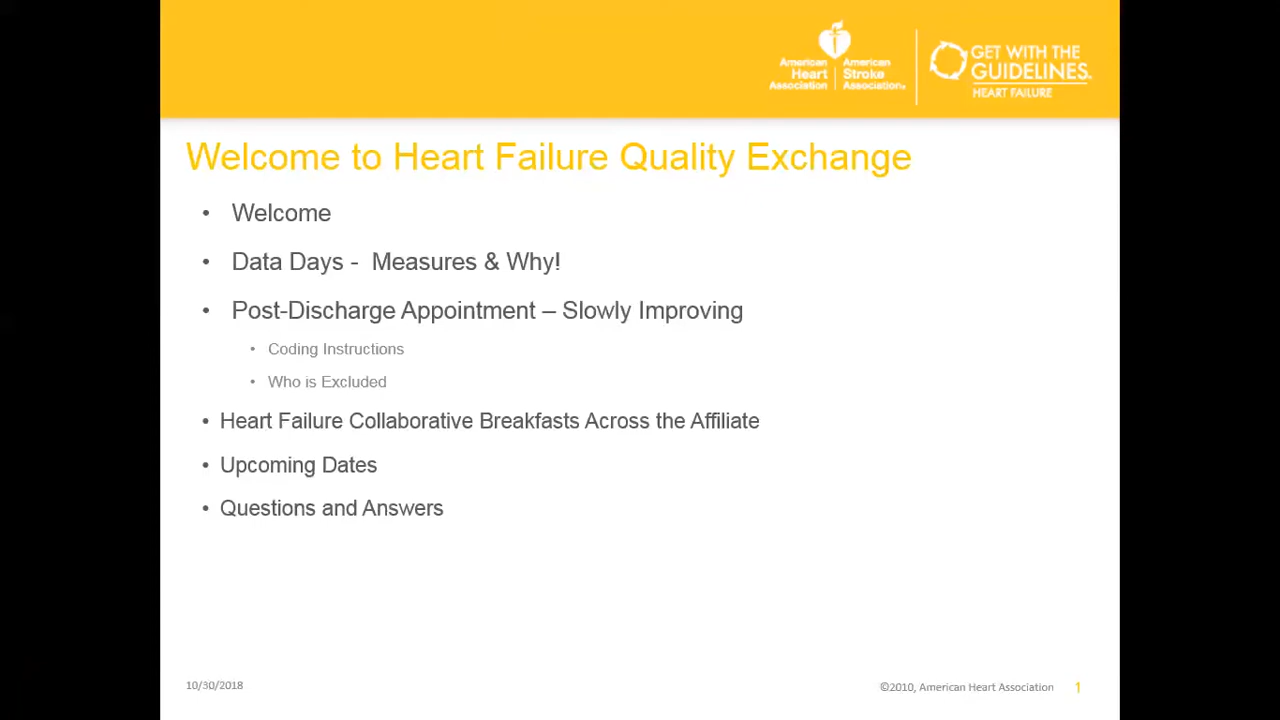 American Heart Association
American Stroke Association®
GET WITH THE
GUIDELINES®
HEART FAILURE
Welcome to Heart Failure Quality Exchange
• Welcome
• Data Days - Measures & Why!
• Post-Discharge Appointment – Slowly Improving
• Coding Instructions
• Who is Excluded
• Heart Failure Collaborative Breakfasts Across the Affiliate
• Upcoming Dates
• Questions and Answers
10/30/2018
©2010, American Heart Association 1